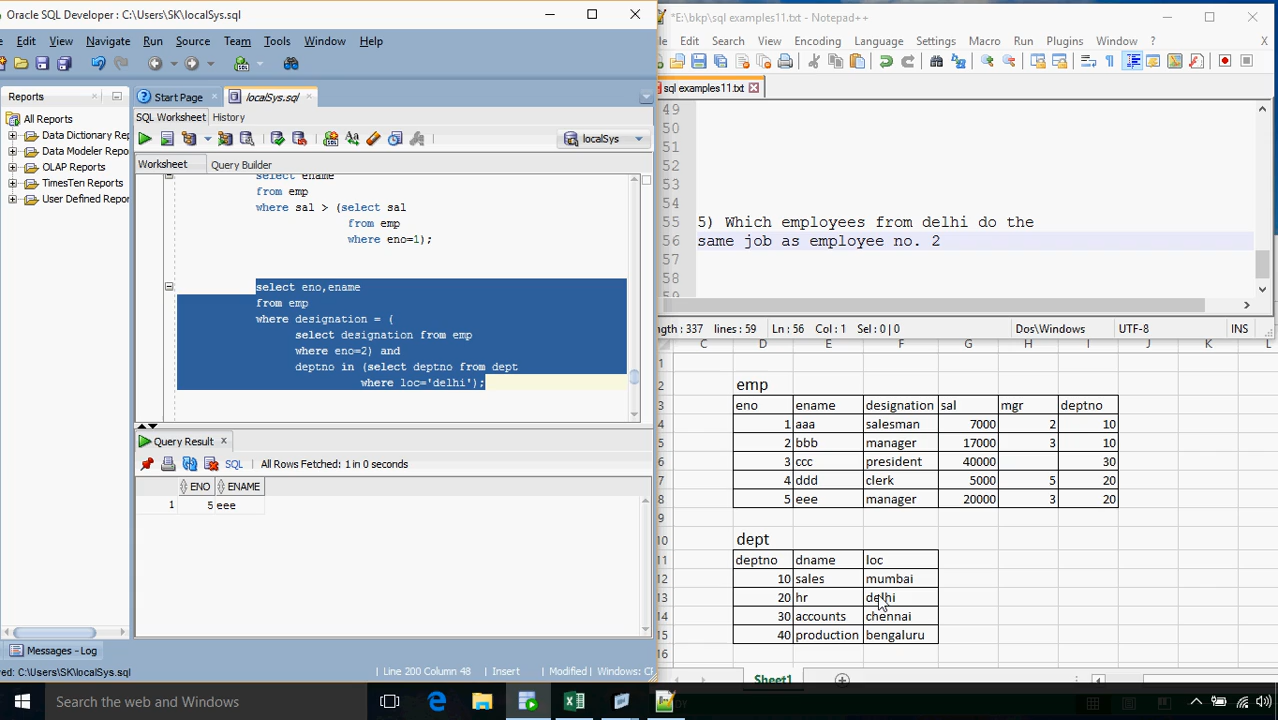 Oracle SQL Developer : C:\Users\SK\localSys.sql
Edit View Navigate Run Source Team Tools Window Help
Reports
Start Page
localSys.sql
All Reports
Data Dictionary Rep
Data Modeler Report
OLAP Reports
TimesTen Reports
User Defined Report
SQL Worksheet History
localSys
Worksheet Query Builder
select ename
from emp
where sal > (select sal
from emp
where eno=1);
select eno,ename
from emp
where designation = (
select designation from emp
where eno=2) and
deptno in (select deptno from dept
where loc='delhi');
Query Result
SQL All Rows Fetched: 1 in 0 seconds
ENO ENAME
1 5 eee
Messages - Log
ved: C:\Users\SK\localSys.sql
Line 200 Column 48 Insert Modified Windows: CF
*E:\bkp\sql examples11.txt - Notepad++
Edit Search View Encoding Language Settings Macro Run Plugins Window ? X
sql examples11.txt
49
50
51
52
53
54
55 5) Which employees from delhi do the
56 same job as employee no. 2
57
58
59
ngth : 337 lines : 59 Ln : 56 Col : 1 Sel : 0 | 0 Dos\Windows UTF-8 INS
C D E F G H I J K L
1
2 emp
3 eno ename designation sal mgr deptno
4 1 aaa salesman 7000 2 10
5 2 bbb manager 17000 3 10
6 3 ccc president 40000 30
7 4 ddd clerk 5000 5 20
8 5 eee manager 20000 3 20
9
10 dept
11 deptno dname loc
12 10 sales mumbai
13 20 hr delhi
14 30 accounts chennai
15 40 production bengaluru
16
Sheet1
Search the web and Windows